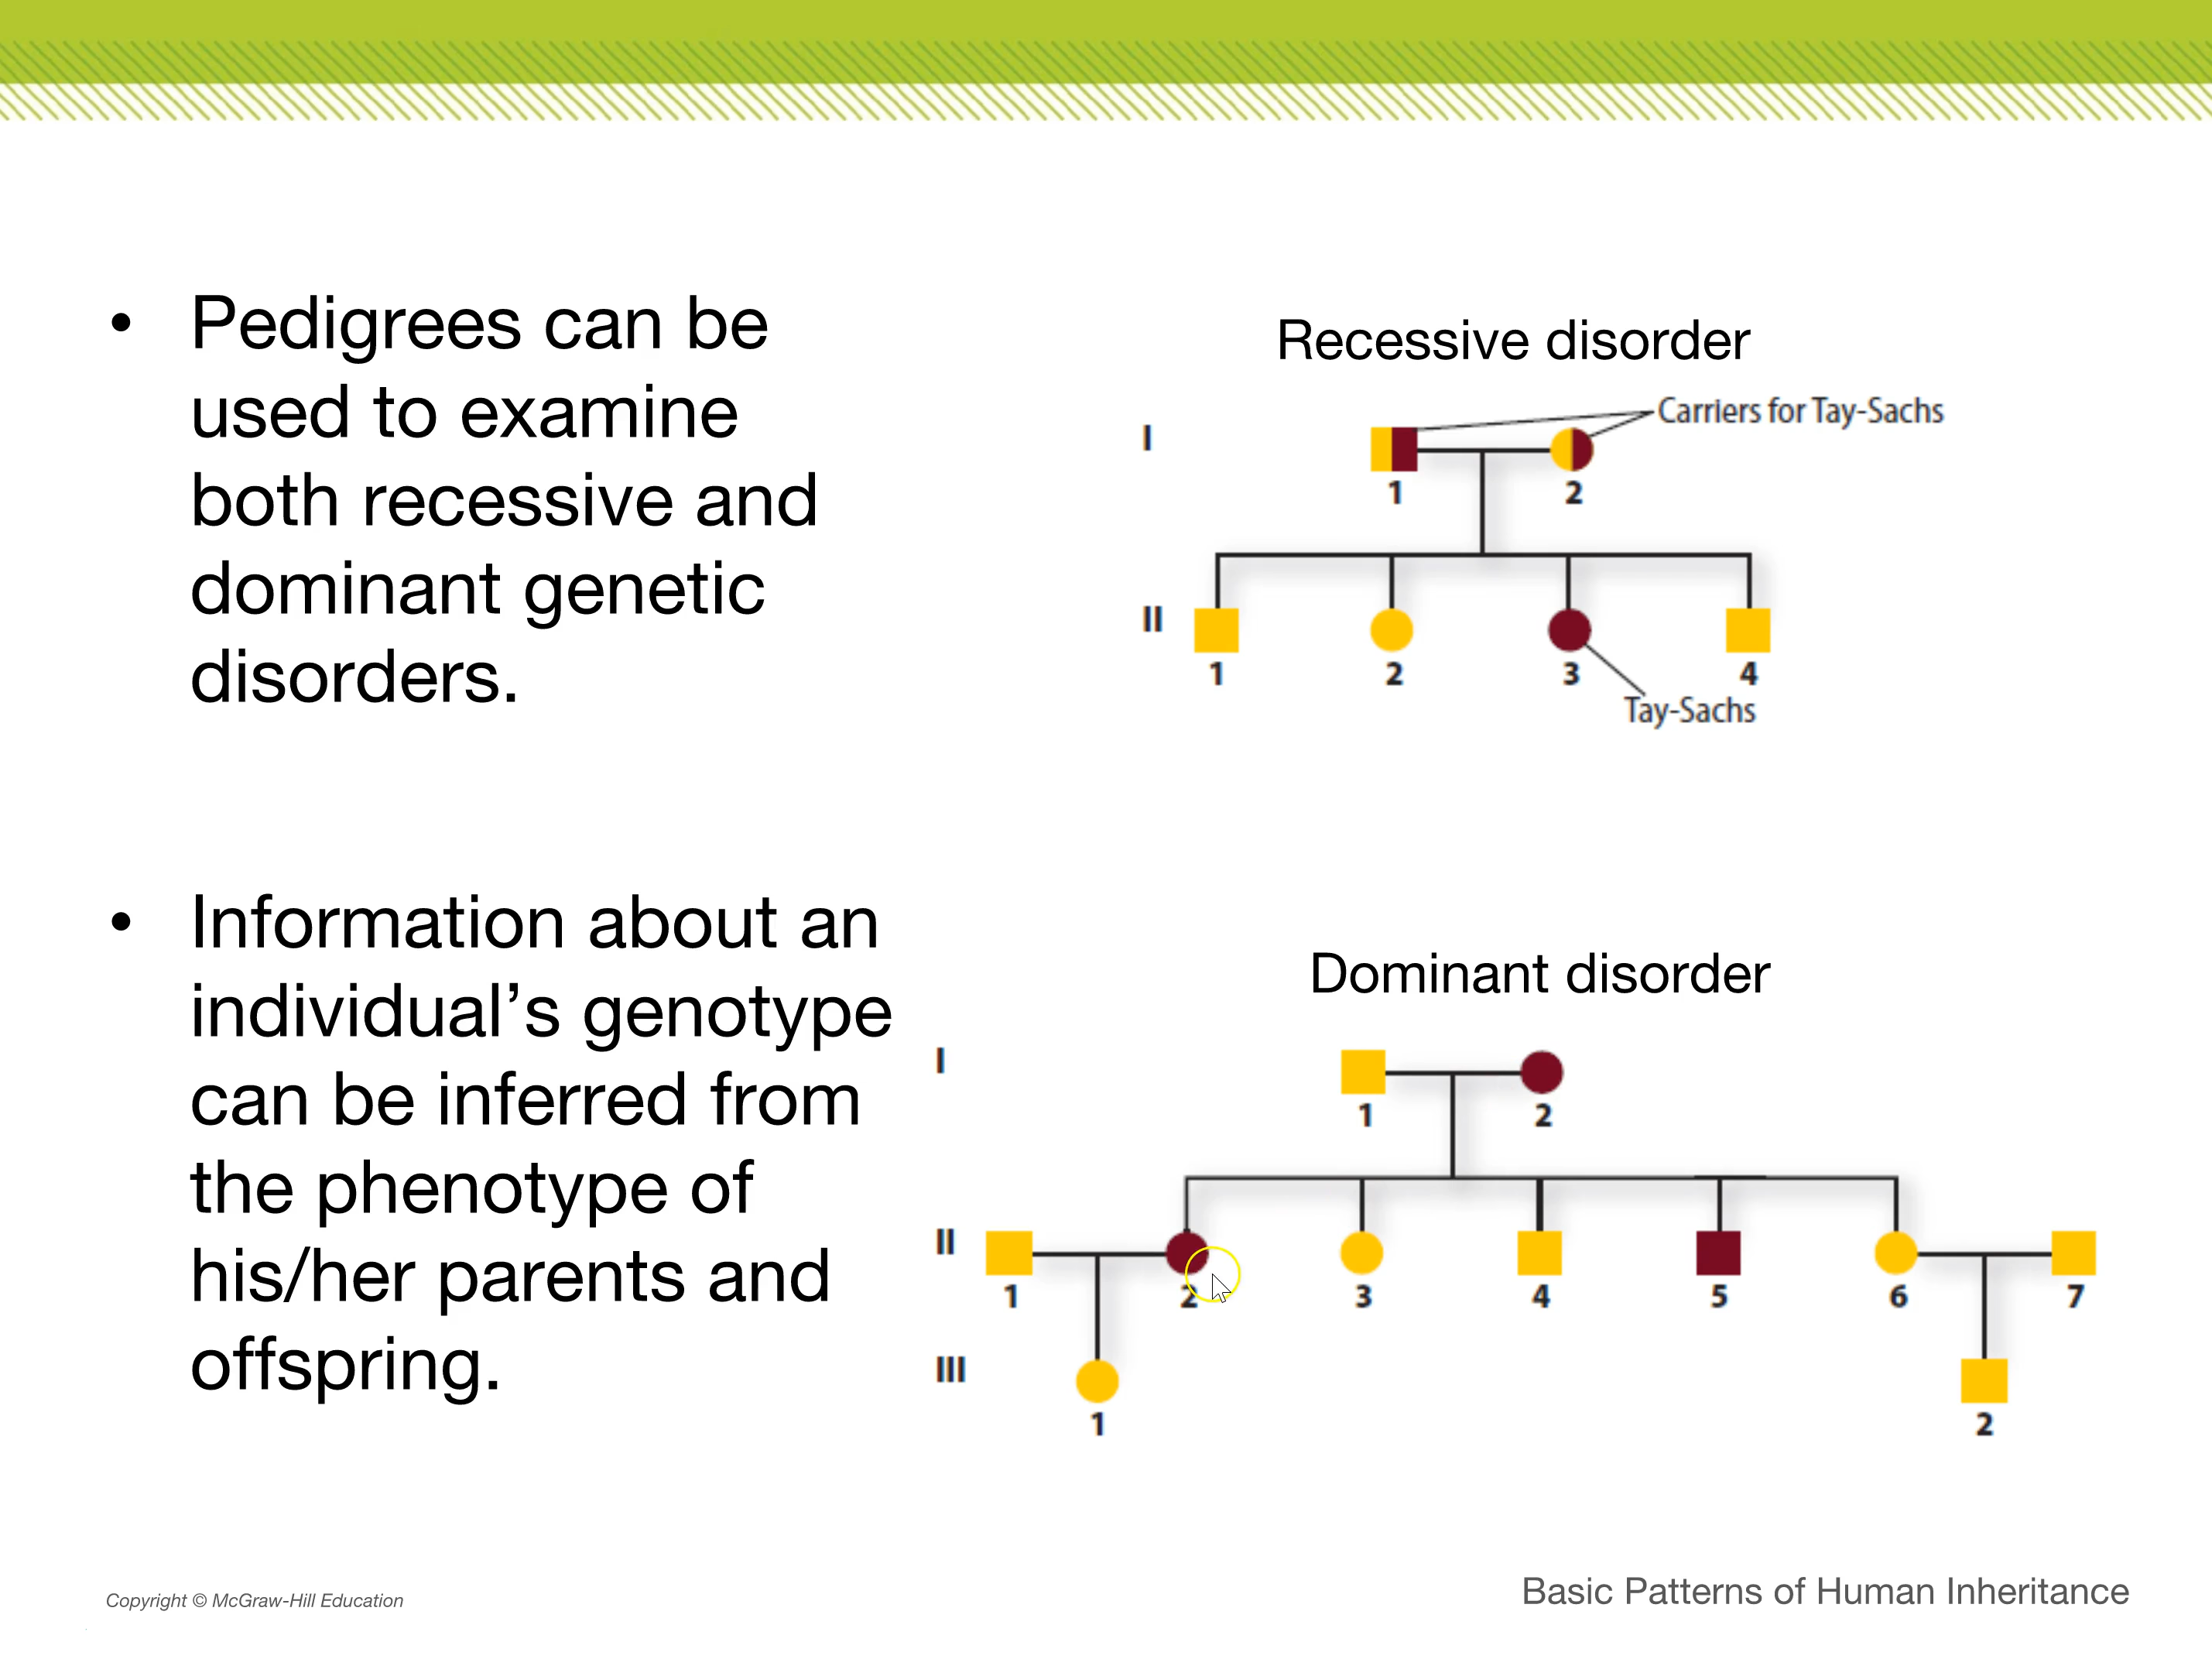 • Pedigrees can be
used to examine
both recessive and
dominant genetic
disorders.
Recessive disorder
Carriers for Tay-Sachs
I
1 2
II
1 2 3 4
Tay-Sachs
• Information about an
individual’s genotype
can be inferred from
the phenotype of
his/her parents and
offspring.
Dominant disorder
I
1 2
II
1 2 3 4 5 6 7
III
1 2
Copyright © McGraw-Hill Education
Basic Patterns of Human Inheritance